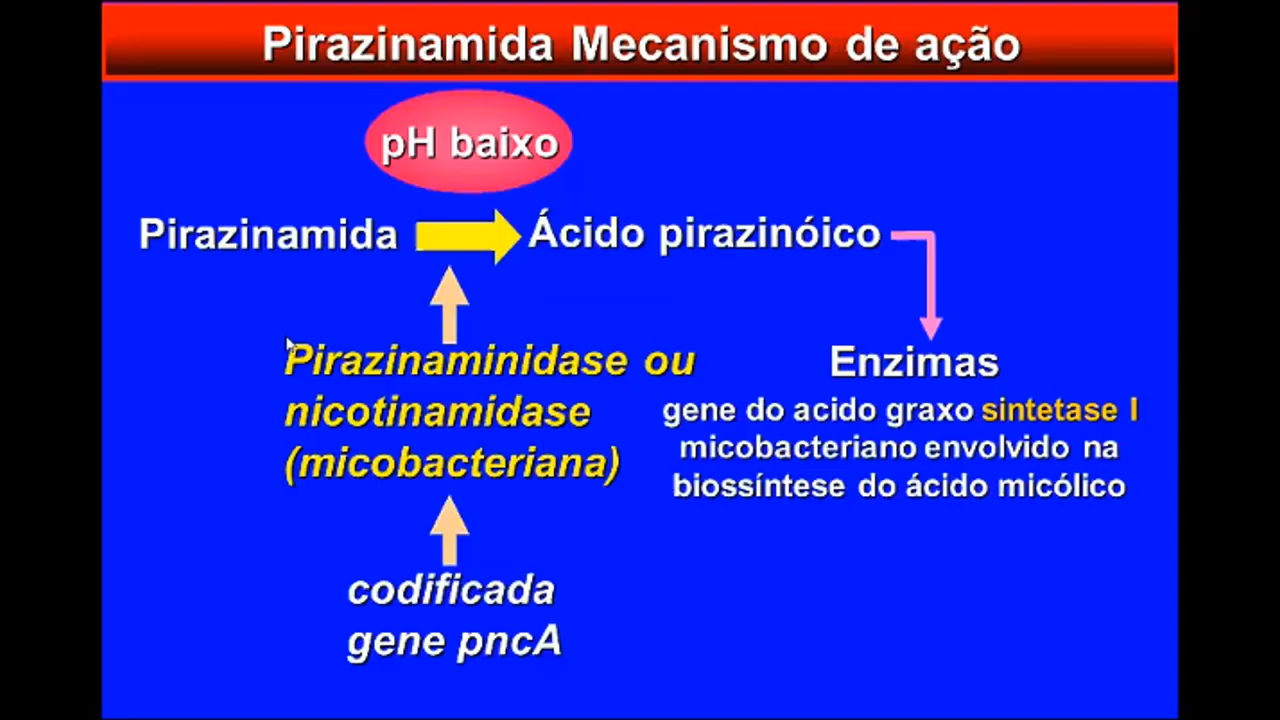 Pirazinamida Mecanismo de ação
pH baixo
Pirazinamida
Ácido pirazinóico
Pirazinaminidase ou
nicotinamidase
(micobacteriana)
Enzimas
gene do acido graxo sintetase I
micobacteriano envolvido na
biossíntese do ácido micólico
codificada
gene pncA